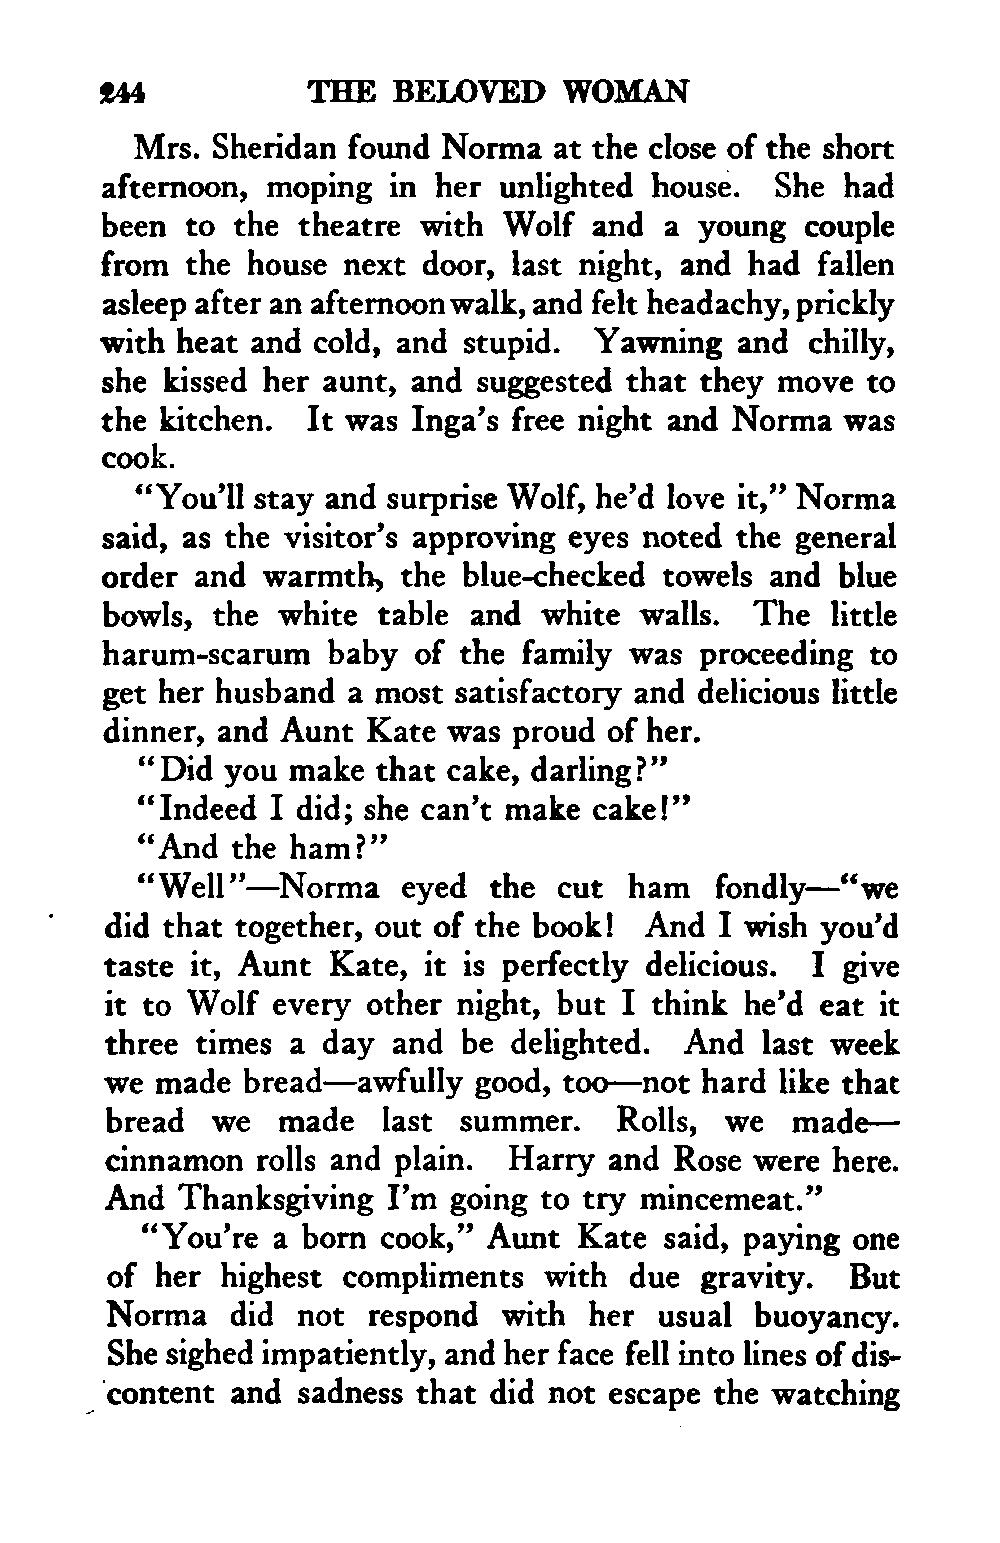 244 THE BELOVED WOMAN
Mrs. Sheridan found Norma at the close of the short
afternoon, moping in her unlighted house. She had
been to the theatre with Wolf and a young couple
from the house next door, last night, and had fallen
asleep after an afternoon walk, and felt headachy, prickly
with heat and cold, and stupid. Yawning and chilly,
she kissed her aunt, and suggested that they move to
the kitchen. It was Inga's free night and Norma was
cook.
"You'll stay and surprise Wolf, he'd love it," Norma
said, as the visitor's approving eyes noted the general
order and warmth, the blue-checked towels and blue
bowls, the white table and white walls. The little
harum-scarum baby of the family was proceeding to
get her husband a most satisfactory and delicious little
dinner, and Aunt Kate was proud of her.
"Did you make that cake, darling?"
"Indeed I did; she can't make cake!"
"And the ham?"
"Well"—Norma eyed the cut ham fondly—"we
did that together, out of the book! And I wish you'd
taste it, Aunt Kate, it is perfectly delicious. I give
it to Wolf every other night, but I think he'd eat it
three times a day and be delighted. And last week
we made bread—awfully good, too—not hard like that
bread we made last summer. Rolls, we made—
cinnamon rolls and plain. Harry and Rose were here.
And Thanksgiving I'm going to try mincemeat."
"You're a born cook," Aunt Kate said, paying one
of her highest compliments with due gravity. But
Norma did not respond with her usual buoyancy.
She sighed impatiently, and her face fell into lines of dis-
content and sadness that did not escape the watching